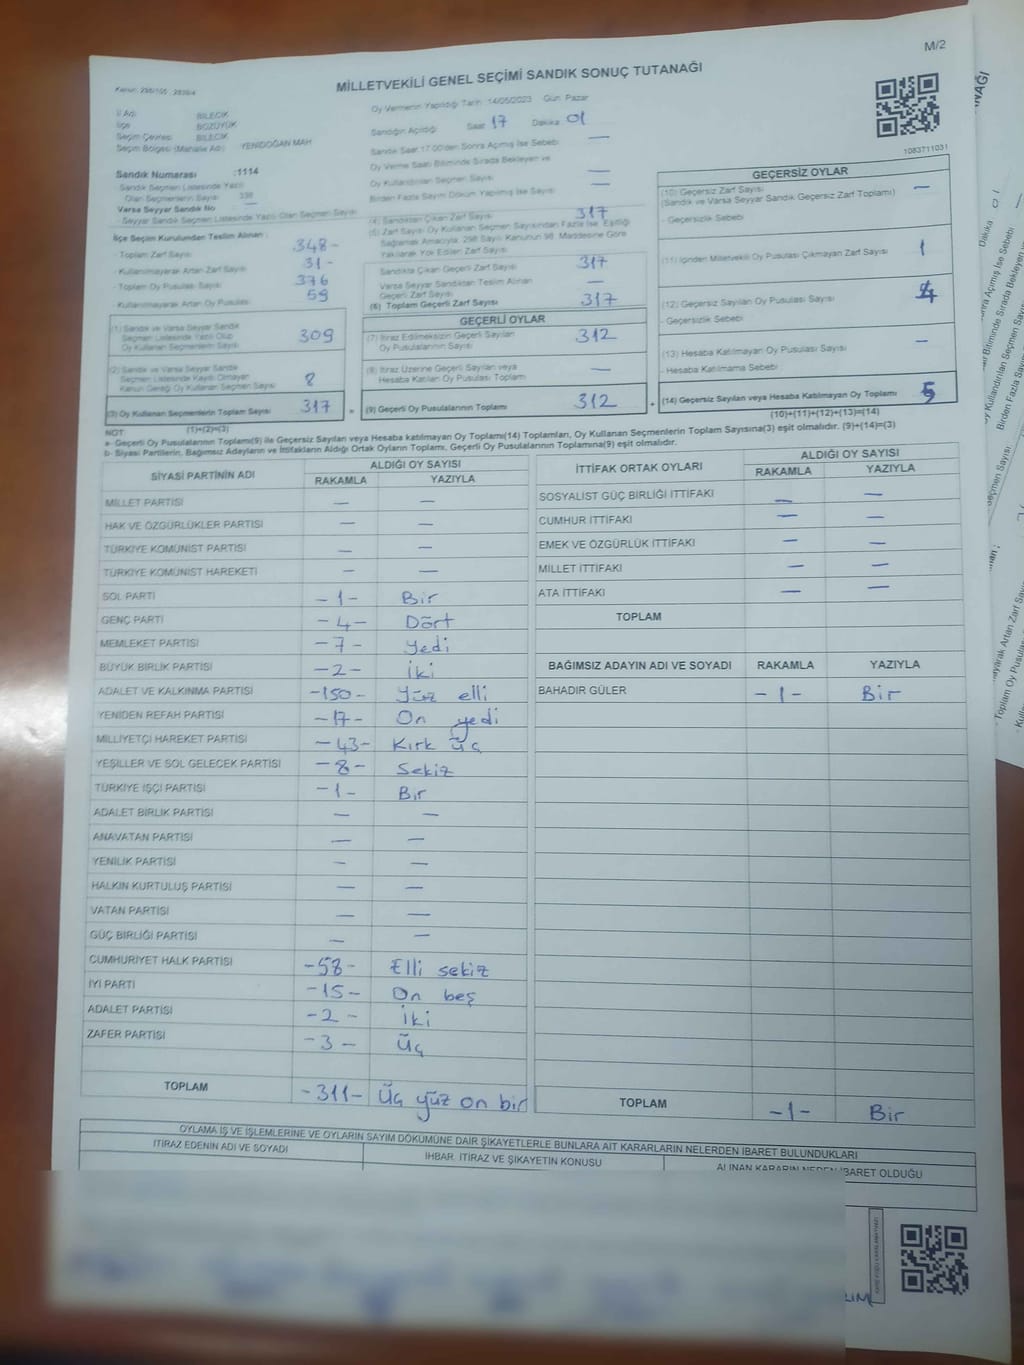 M/2
MİLLETVEKİLİ GENEL SEÇİMİ SANDIK SONUÇ TUTANAĞI
Oy Vermenin Yapıldığı Tarih: 14/05/2023 Gün: Pazar
İl Adı BİLECİK
İlçe BOZÜYÜK
Seçim Çevresi BİLECİK
Seçim Bölgesi (Mahalle Adı) YENİDOĞAN MAH
Sandığın Açıldığı Saat 17 Dakika 01
Sandık Saat 17:00'den Sonra Açılmış İse Sebebi —
Oy Verme Saati Bitiminde Sırada Bekleyen ve
Oy Kullandırılan Seçmen Sayısı —
Birden Fazla Sayım Döküm Yapılmış İse Sayısı —
1083711031
Sandık Numarası :1114
Sandık Seçmen Listesinde Yazılı
Olan Seçmenlerin Sayısı
Varsa Seyyar Sandık No
- Seyyar Sandık Seçmen Listesinde Yazılı Olan Seçmen Sayısı
İlçe Seçim Kurulundan Teslim Alınan :
- Toplam Zarf Sayısı 348-
- Kullanılmayarak Artan Zarf Sayısı 31-
- Toplam Oy Pusulası Sayısı 376
- Kullanılmayarak Artan Oy Pusulası 59
(1) Sandık ve Varsa Seyyar Sandık
Seçmen Listesinde Yazılı Olup
Oy Kullanan Seçmenlerin Sayısı 309
(2) Sandık ve Varsa Seyyar Sandık
Seçmen Listesinde Kayıtlı Olmayan
Kanun Gereği Oy Kullanan Seçmen Sayısı 8
(3) Oy Kullanan Seçmenlerin Toplam Sayısı 317 =
(1)+(2)=(3)
(4) Sandıktan Çıkan Zarf Sayısı 317
(5) Zarf Sayısı Oy Kullanan Seçmen Sayısından Fazla İse, Eşitliği
Sağlamak Amacıyla, 298 Sayılı Kanunun 98. Maddesine Göre
Yakılarak Yok Edilen Zarf Sayısı
Sandıkta Çıkan Geçerli Zarf Sayısı 317
Varsa Seyyar Sandıktan Teslim Alınan
Geçerli Zarf Sayısı —
(6) Toplam Geçerli Zarf Sayısı 317
GEÇERLİ OYLAR
(7) İtiraz Edilmeksizin Geçerli Sayılan
Oy Pusulalarının Sayısı 312
(8) İtiraz Üzerine Geçerli Sayılan veya
Hesaba Katılan Oy Pusulası Toplamı —
(9) Geçerli Oy Pusulalarının Toplamı 312 +
GEÇERSİZ OYLAR
(10) Geçersiz Zarf Sayısı
(Sandık ve Varsa Seyyar Sandık Geçersiz Zarf Toplamı) —
- Geçersizlik Sebebi
(11) İçinden Milletvekili Oy Pusulası Çıkmayan Zarf Sayısı 1
(12) Geçersiz Sayılan Oy Pusulası Sayısı 4
- Geçersizlik Sebebi
(13) Hesaba Katılmayan Oy Pusulası Sayısı —
- Hesaba Katılmama Sebebi
(14) Geçersiz Sayılan veya Hesaba Katılmayan Oy Toplamı 5
(10)+(11)+(12)+(13)=(14)
NOT
a- Geçerli Oy Pusulalarının Toplamı(9) ile Geçersiz Sayılan veya Hesaba katılmayan Oy Toplamı(14) Toplamları, Oy Kullanan Seçmenlerin Toplam Sayısına(3) eşit olmalıdır. (9)+(14)=(3)
b- Siyasi Partilerin, Bağımsız Adayların ve İttifakların Aldığı Ortak Oyların Toplamı, Geçerli Oy Pusulalarının Toplamına(9) eşit olmalıdır.
SİYASİ PARTİNİN ADI ALDIĞI OY SAYISI
RAKAMLA YAZIYLA
MİLLET PARTİSİ — —
HAK VE ÖZGÜRLÜKLER PARTİSİ — —
TÜRKİYE KOMÜNİST PARTİSİ — —
TÜRKİYE KOMÜNİST HAREKETİ — —
SOL PARTİ -1- Bir
GENÇ PARTİ -4- Dört
MEMLEKET PARTİSİ -7- Yedi
BÜYÜK BİRLİK PARTİSİ -2- İki
ADALET VE KALKINMA PARTİSİ -150- Yüz elli
YENİDEN REFAH PARTİSİ -17- On yedi
MİLLİYETÇİ HAREKET PARTİSİ -43- Kırk üç
YEŞİLLER VE SOL GELECEK PARTİSİ -8- Sekiz
TÜRKİYE İŞÇİ PARTİSİ -1- Bir
ADALET BİRLİK PARTİSİ — —
ANAVATAN PARTİSİ — —
YENİLİK PARTİSİ — —
HALKIN KURTULUŞ PARTİSİ — —
VATAN PARTİSİ — —
GÜÇ BİRLİĞİ PARTİSİ — —
CUMHURİYET HALK PARTİSİ -58- Elli sekiz
İYİ PARTİ -15- On beş
ADALET PARTİSİ -2- İki
ZAFER PARTİSİ -3- Üç
TOPLAM -311- Üç yüz on bir
İTTİFAK ORTAK OYLARI ALDIĞI OY SAYISI
RAKAMLA YAZIYLA
SOSYALİST GÜÇ BİRLİĞİ İTTİFAKI — —
CUMHUR İTTİFAKI — —
EMEK VE ÖZGÜRLÜK İTTİFAKI — —
MİLLET İTTİFAKI — —
ATA İTTİFAKI — —
TOPLAM
BAĞIMSIZ ADAYIN ADI VE SOYADI RAKAMLA YAZIYLA
BAHADIR GÜLER -1- Bir
TOPLAM -1- Bir
OYLAMA İŞ VE İŞLEMLERİNE VE OYLARIN SAYIM DÖKÜMÜNE DAİR ŞİKAYETLERLE BUNLARA AİT KARARLARIN NELERDEN İBARET BULUNDUKLARI
İTİRAZ EDENİN ADI VE SOYADI İHBAR, İTİRAZ VE ŞİKAYETİN KONUSU ALINAN KARARIN NEDEN İBARET OLDUĞU